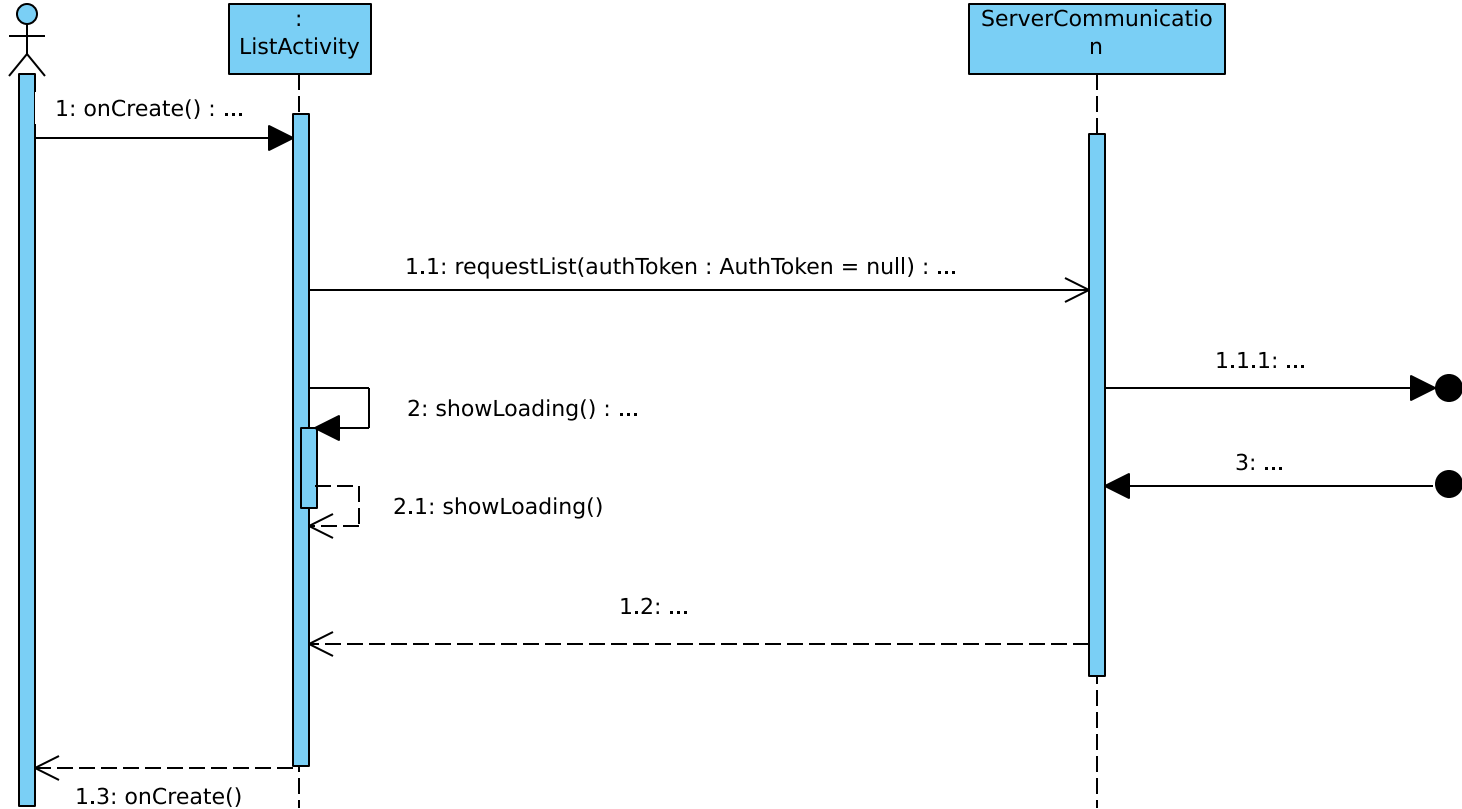 :
ListActivity
ServerCommunicatio
n
1: onCreate() : ...
1.1: requestList(authToken : AuthToken = null) : ...
1.1.1: ...
2: showLoading() : ...
3: ...
2.1: showLoading()
1.2: ...
1.3: onCreate()